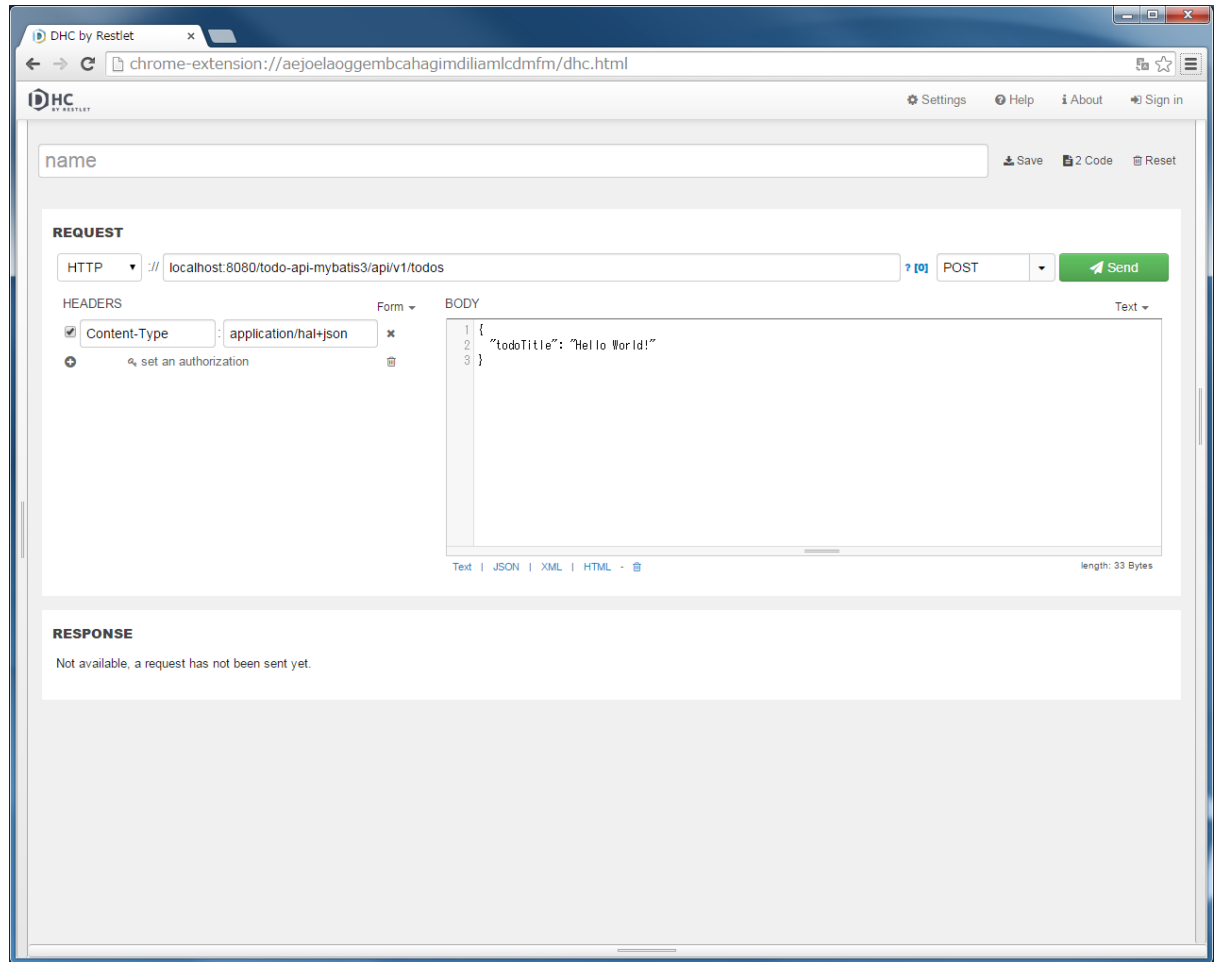 DHC by Restlet ×
chrome-extension://aejoelaoggembcahagimdiliamlcdmfm/dhc.html
DHC BY RESTLET Settings Help About Sign in
name Save 2 Code Reset
REQUEST
HTTP :// localhost:8080/todo-api-mybatis3/api/v1/todos ? [0] POST Send
HEADERS Form BODY Text
Content-Type : application/hal+json
set an authorization
1 {
2 "todoTitle": "Hello World!"
3 }
Text | JSON | XML | HTML - length: 33 Bytes
RESPONSE
Not available, a request has not been sent yet.